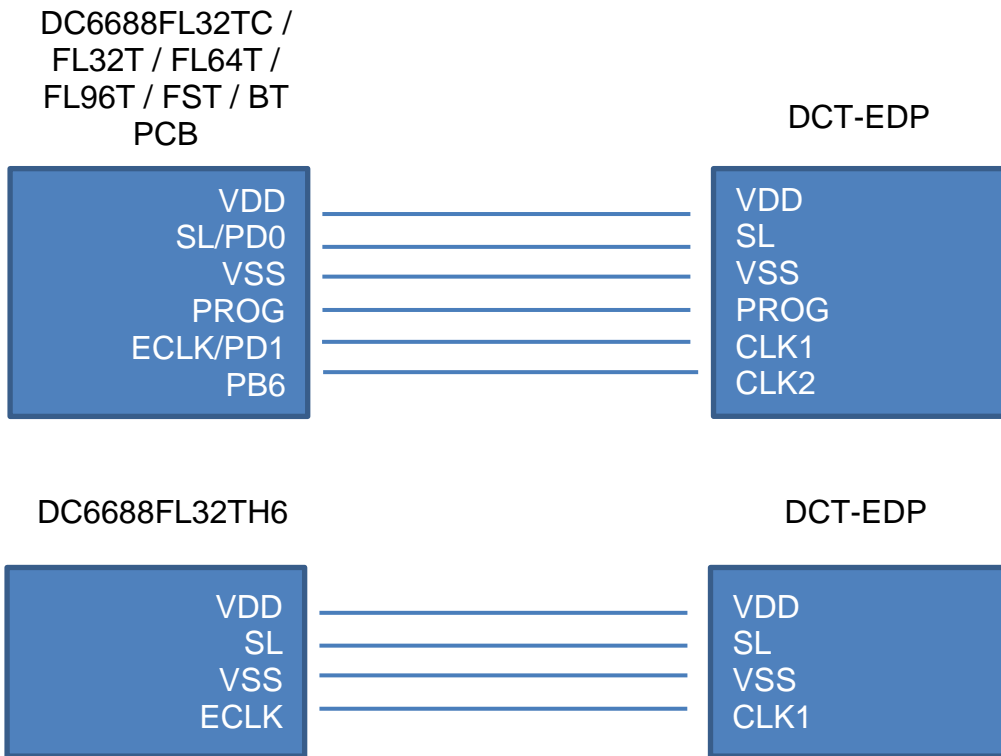 DC6688FL32TC /
FL32T / FL64T /
FL96T / FST / BT
PCB
DCT-EDP
VDD
SL/PD0
VSS
PROG
ECLK/PD1
PB6
VDD
SL
VSS
PROG
CLK1
CLK2
DC6688FL32TH6
DCT-EDP
VDD
SL
VSS
ECLK
VDD
SL
VSS
CLK1